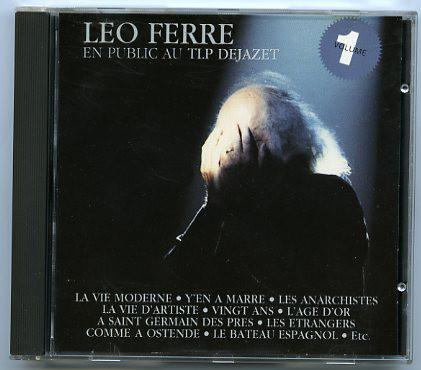 LEO FERRE
EN PUBLIC AU TLP DEJAZET
VOLUME
1
LA VIE MODERNE • Y'EN A MARRE • LES ANARCHISTES
LA VIE D'ARTISTE • VINGT ANS • L'AGE D'OR
A SAINT GERMAIN DES PRES • LES ETRANGERS
COMME A OSTENDE • LE BATEAU ESPAGNOL • Etc.